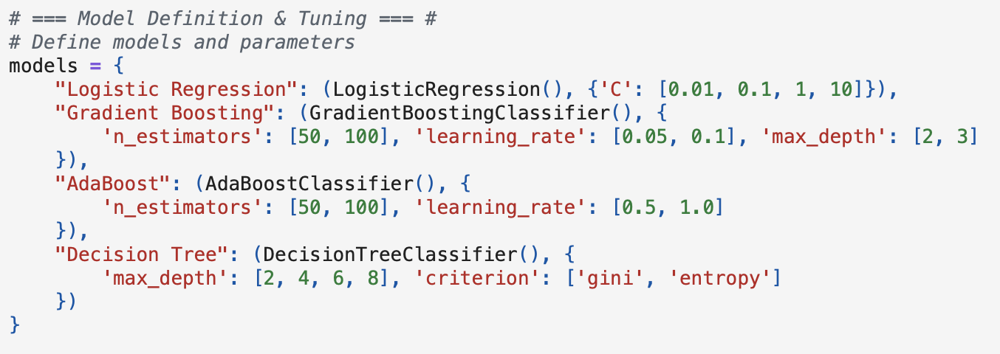 # === Model Definition & Tuning === #
# Define models and parameters
models = {
    "Logistic Regression": (LogisticRegression(), {'C': [0.01, 0.1, 1, 10]}),
    "Gradient Boosting": (GradientBoostingClassifier(), {
        'n_estimators': [50, 100], 'learning_rate': [0.05, 0.1], 'max_depth': [2, 3]
    }),
    "AdaBoost": (AdaBoostClassifier(), {
        'n_estimators': [50, 100], 'learning_rate': [0.5, 1.0]
    }),
    "Decision Tree": (DecisionTreeClassifier(), {
        'max_depth': [2, 4, 6, 8], 'criterion': ['gini', 'entropy']
    })
}